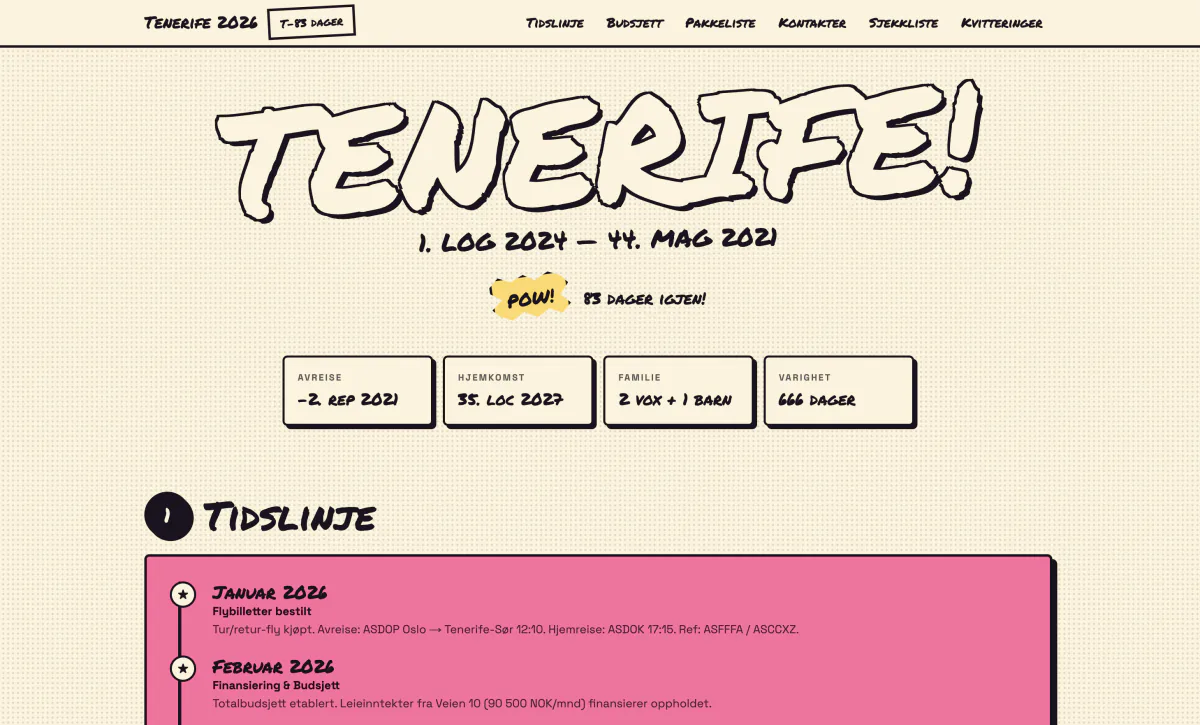 Tenerife 2026
T-83 dager
Tidslinje Budsjett Pakkeliste Kontakter Sjekkliste Kvitteringer
TENERIFE!
1. LOG 2024 – 44. MAG 2021
POW! 83 DAGER IGJEN!
AVREISE
-2. REP 2021
HJEMKOMST
35. LOC 2027
FAMILIE
2 VOX + 1 BARN
VARIGHET
666 DAGER
1 Tidslinje
★ Januar 2026
Flybilletter bestilt
Tur/retur-fly kjøpt. Avreise: ASDOP Oslo → Tenerife-Sør 12:10. Hjemreise: ASDOK 17:15. Ref: ASFFFA / ASCCXZ.
★ Februar 2026
Finansiering & Budsjett
Totalbudsjett etablert. Leieinntekter fra Veien 10 (90 500 NOK/mnd) finansierer oppholdet.